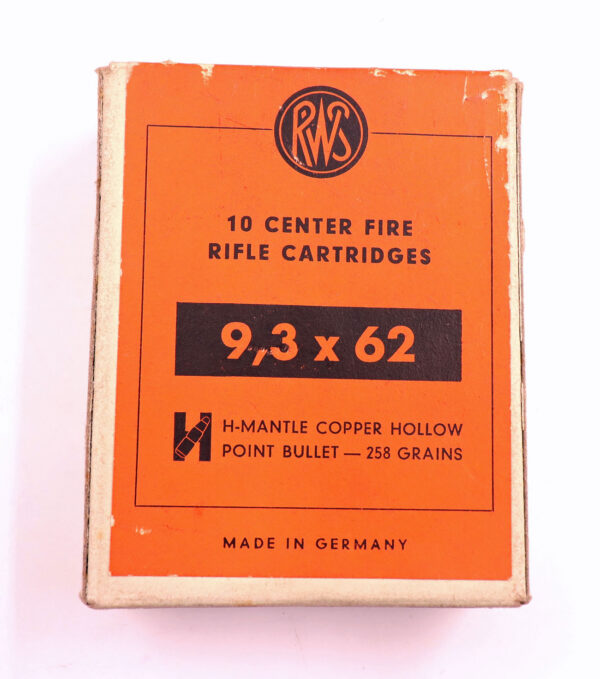 RWS
10 CENTER FIRE
RIFLE CARTRIDGES
9,3 x 62
H
H-MANTLE COPPER HOLLOW
POINT BULLET — 258 GRAINS
MADE IN GERMANY